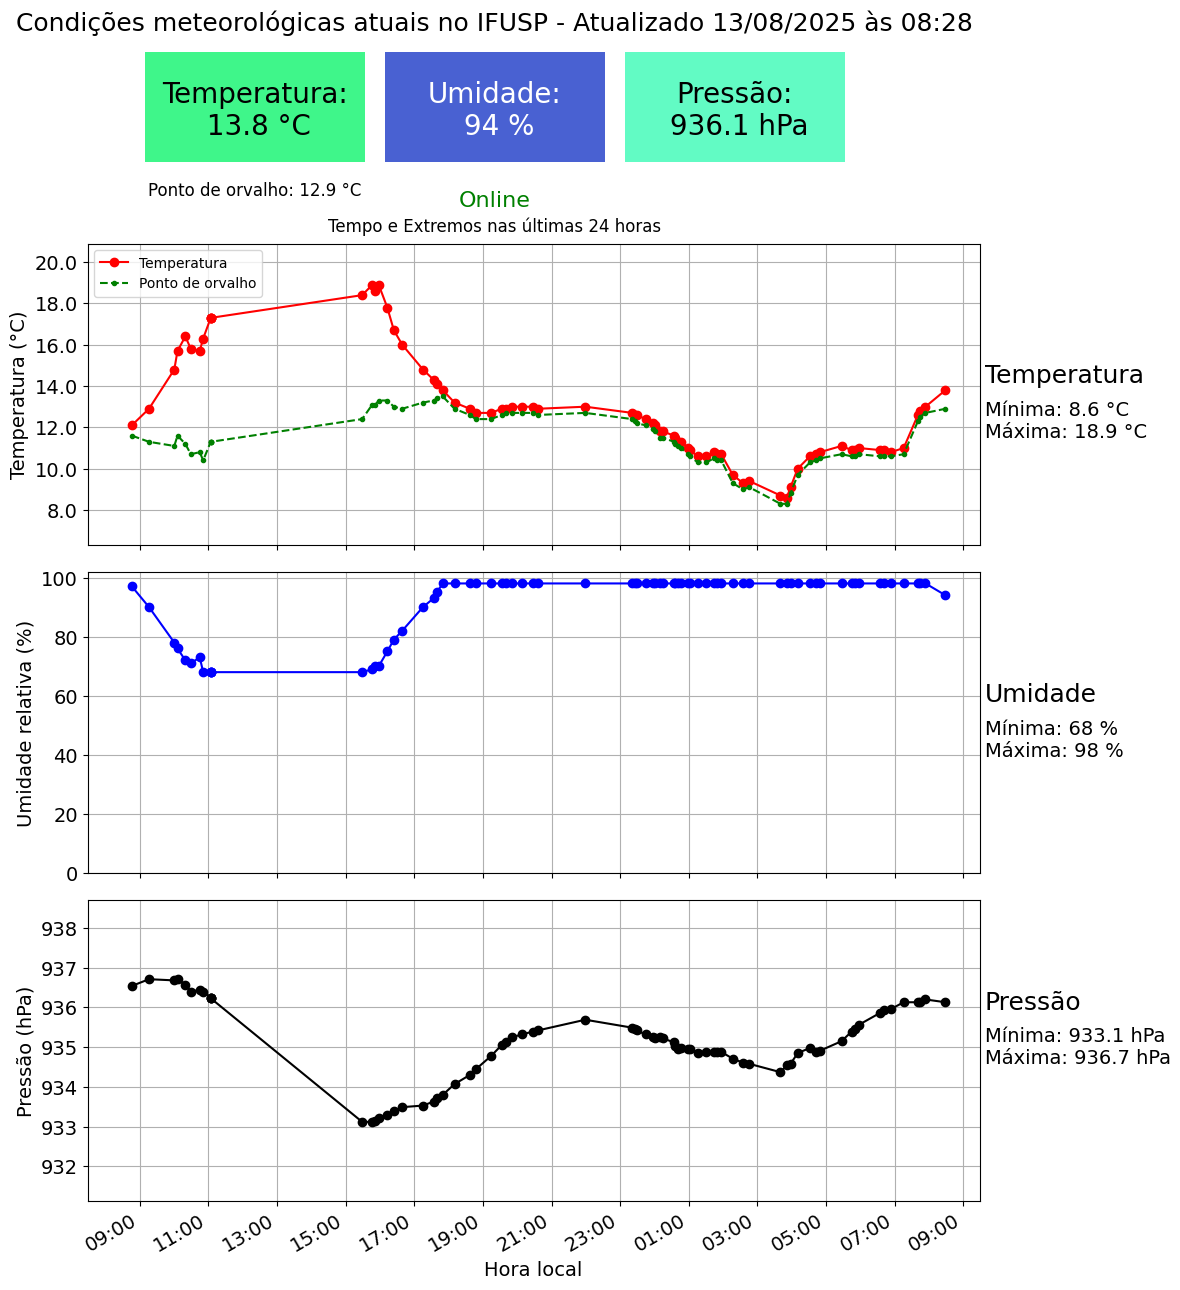 Condições meteorológicas atuais no IFUSP - Atualizado 13/08/2025 às 08:28
Temperatura:
13.8 °C
Umidade:
94 %
Pressão:
936.1 hPa
Ponto de orvalho: 12.9 °C
Online
Tempo e Extremos nas últimas 24 horas
Temperatura
Ponto de orvalho
Temperatura (°C)
20.0
18.0
16.0
14.0
12.0
10.0
8.0
Temperatura
Mínima: 8.6 °C
Máxima: 18.9 °C
Umidade relativa (%)
100
80
60
40
20
0
Umidade
Mínima: 68 %
Máxima: 98 %
Pressão (hPa)
938
937
936
935
934
933
932
Pressão
Mínima: 933.1 hPa
Máxima: 936.7 hPa
09:00 11:00 13:00 15:00 17:00 19:00 21:00 23:00 01:00 03:00 05:00 07:00 09:00
Hora local